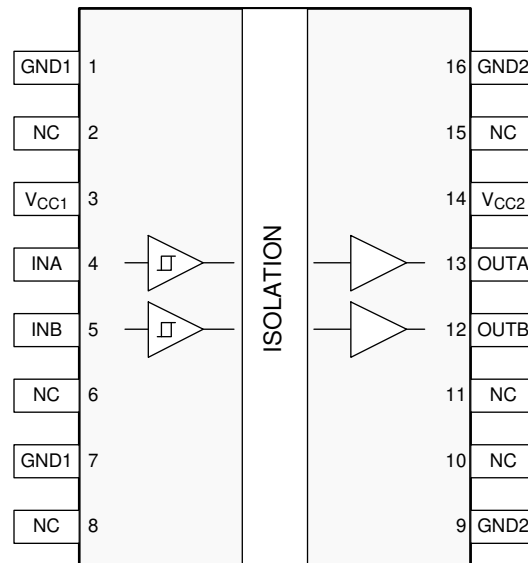 GND1 1 16 GND2
NC 2 15 NC
VCC1 3 14 VCC2
INA 4 13 OUTA
INB 5 12 OUTB
NC 6 11 NC
GND1 7 10 NC
NC 8 9 GND2
ISOLATION